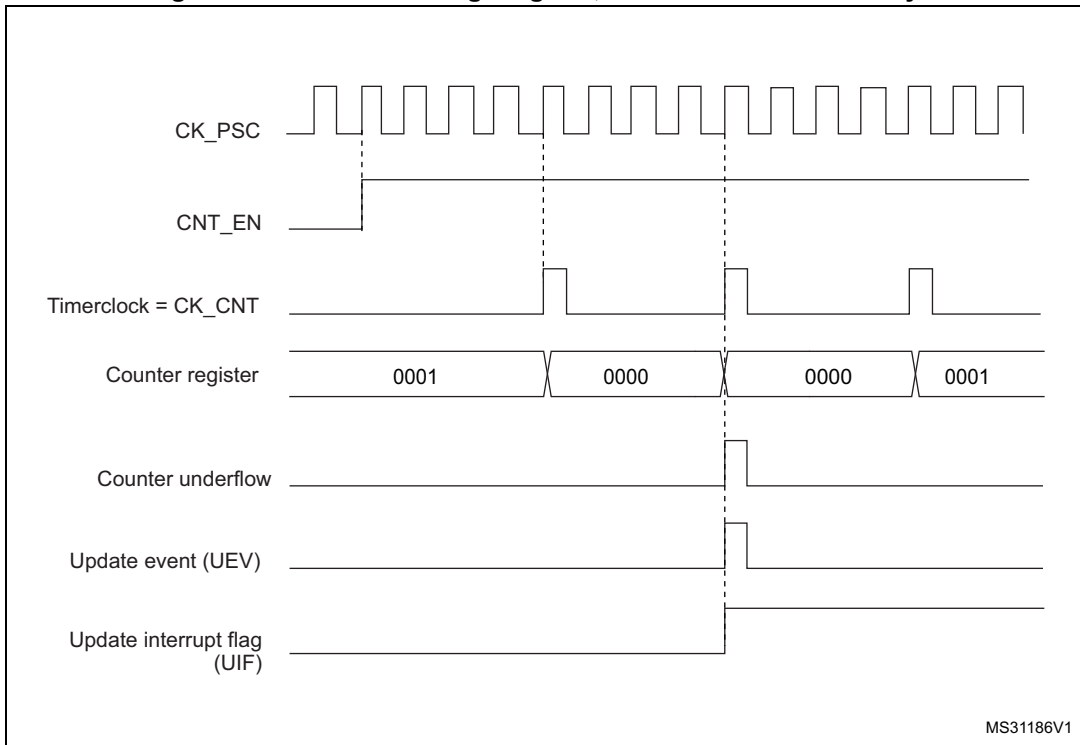 CK_PSC
CNT_EN
Timerclock = CK_CNT
Counter register
0001
0000
0000
0001
Counter underflow
Update event (UEV)
Update interrupt flag
(UIF)
MS31186V1